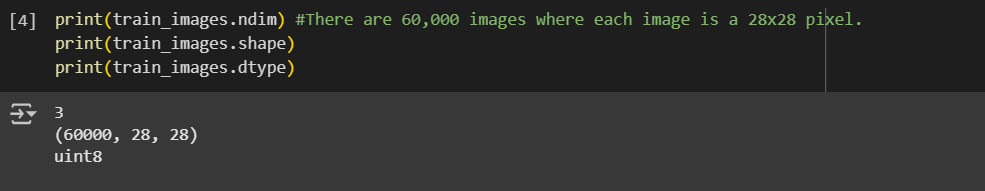 [4] print(train_images.ndim) #There are 60,000 images where each image is a 28x28 pixel.
print(train_images.shape)
print(train_images.dtype)
3
(60000, 28, 28)
uint8